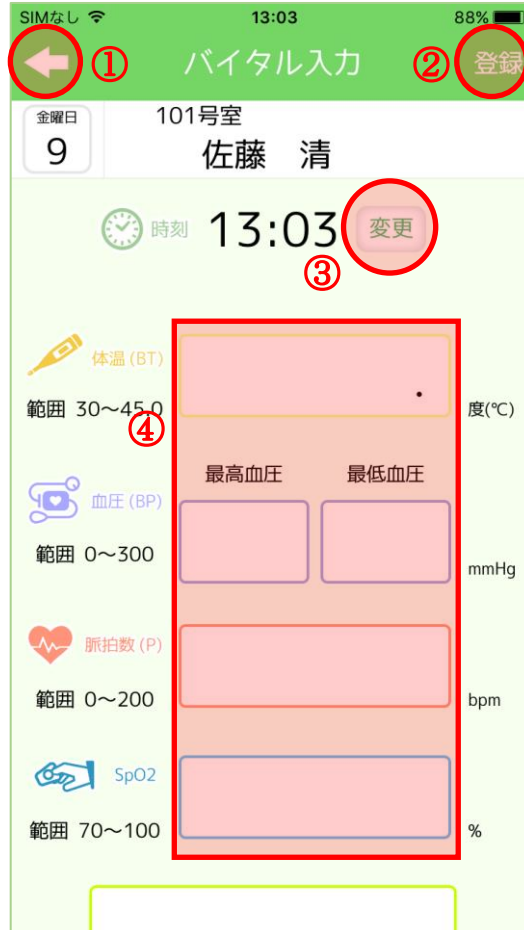 SIMなし 13:03 88%
① バイタル入力 ② 登録
金曜日 101号室
9 佐藤 清
時刻 13:03 変更
③
体温(BT)
.
範囲 30～45.0 度(℃)
④
最高血圧 最低血圧
血圧(BP)
範囲 0～300 mmHg
脈拍数(P)
範囲 0～200 bpm
SpO2
範囲 70～100 %